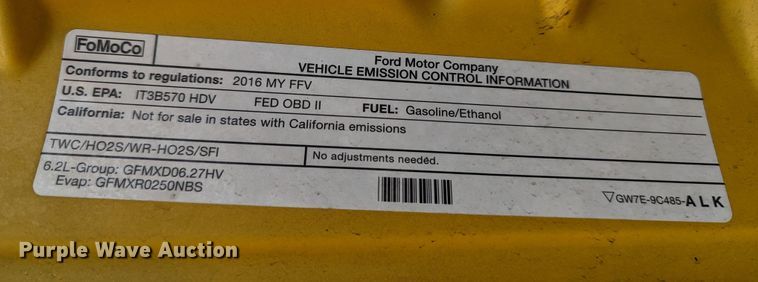 FoMoCo
Ford Motor Company
VEHICLE EMISSION CONTROL INFORMATION
Conforms to regulations: 2016 MY FFV
U.S. EPA: IT3B570 HDV FED OBD II FUEL: Gasoline/Ethanol
California: Not for sale in states with California emissions
TWC/HO2S/WR-HO2S/SFI No adjustments needed.
6.2L-Group: GFMXD06.27HV
Evap: GFMXR0250NBS
▽GW7E-9C485-ALK
Purple Wave Auction